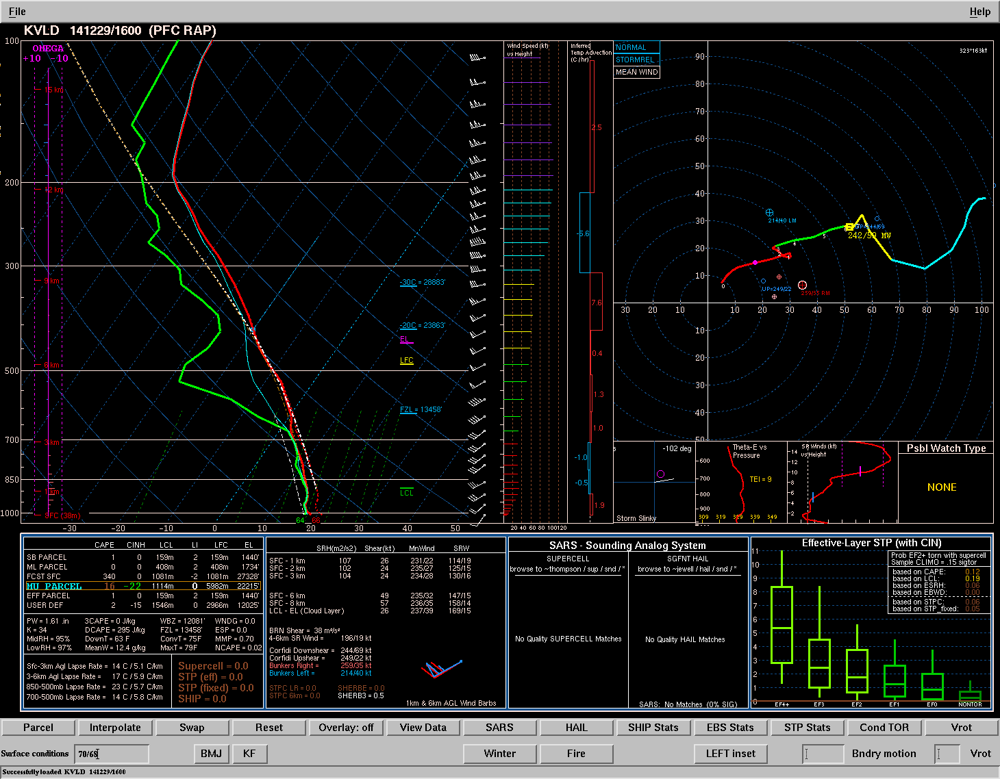 File
Help
KVLD 141229/1600 (PFC RAP)
100
200
300
400
500
700
850
1000
OMEGA
+10 -10
15 km
12 km
9 km
6 km
3 km
1 km
SFC (38m)
-30 -20 -10 0 10 20 30 40 50
64 66
-30C = 28883'
-20C = 23863'
EL
LFC
FZL = 13458'
LCL
Wind Speed (kt)
vs Height
20 40 60 80 100120
Inferred
Temp Advection
(C / hr)
2.5
-5.6
7.6
0.4
1.3
1.0
-1.0
-0.5
1.9
NORMAL
STORMREL
MEAN WIND
323°163kt
90
80
70
60
50
40
30
20
10
30 20 10 10 20 30 40 50 60 70 80 90 100
10
20
30
40
50
214/40 LM
242/50 MW
UP=249/22
259/35 RM
0
1
2
3
4
5
s
-102 deg
Storm Slinky
Theta-E vs
Pressure
600
700
800
900
TEI = 9
309 319 329 339 349
SR Winds (kt)
vs Height
14
12
10
8
6
4
2
Psbl Watch Type
NONE
CAPE CINH LCL LI LFC EL
SB PARCEL 1 0 159m 2 159m 1440'
ML PARCEL 0 0 408m 2 408m 1734'
FCST SFC 340 0 1081m -2 1081m 27328'
MU PARCEL 16 -22 1114m 0 5982m 22215'
EFF PARCEL 1 0 159m 2 159m 1440'
USER DEF 2 -15 1546m 0 2966m 12025'
PW = 1.61 .in 3CAPE = 0 J/kg WBZ = 12081' WNDG = 0.0
K = 34 DCAPE = 295 J/kg FZL = 13458' ESP = 0.0
MidRH = 95% DownT = 63 F ConvT = 75F MMP = 0.70
LowRH = 97% MeanW = 12.4 g/kg MaxT = 79F NCAPE = 0.02
Sfc-3km Agl Lapse Rate = 14 C / 5.1 C/km
3-6km Agl Lapse Rate = 17 C / 5.9 C/km
850-500mb Lapse Rate = 23 C / 5.7 C/km
700-500mb Lapse Rate = 14 C / 5.8 C/km
Supercell = 0.0
STP (eff) = 0.0
STP (fixed) = 0.0
SHIP = 0.0
SRH(m2/s2) Shear(kt) MnWind SRW
SFC - 1 km 107 26 231/22 114/19
SFC - 2 km 102 24 235/27 125/15
SFC - 3 km 104 24 234/28 130/16
SFC - 6 km 49 235/32 147/15
SFC - 8 km 57 236/35 158/14
LCL - EL (Cloud Layer) 26 237/39 169/15
BRN Shear = 38 m²/s²
4-6km SR Wind = 196/19 kt
Corfidi Downshear = 244/69 kt
Corfidi Upshear = 249/22 kt
Bunkers Right = 259/35 kt
Bunkers Left = 214/40 kt
STPC LR = 0.0 SHERBE = 0.0
STPC 6km = 0.0 SHERB3 = 0.5
1km & 6km AGL Wind Barbs
SARS - Sounding Analog System
SUPERCELL
browse to ~thompson / sup / snd / *
No Quality SUPERCELL Matches
SGFNT HAIL
browse to ~jewell / hail / snd / *
No Quality HAIL Matches
SARS: No Matches (0% SIG)
Effective-Layer STP (with CIN)
Prob EF2+ torn with supercell
Sample CLIMO = .15 sigtor
based on CAPE: 0.12
based on LCL: 0.19
based on ESRH: 0.06
based on EBWD: 0.00
based on STPC: 0.06
based on STP_fixed: 0.05
11
10
9
8
7
6
5
4
3
2
1
0
EF4+ EF3 EF2 EF1 EF0 NONTOR
Parcel Interpolate Swap Reset Overlay: off View Data SARS HAIL SHIP Stats EBS Stats STP Stats Cond TOR Vrot
Surface conditions 70/68 BMJ KF Winter Fire LEFT inset Bndry motion Vrot
Successfully loaded KVLD 141229/1600